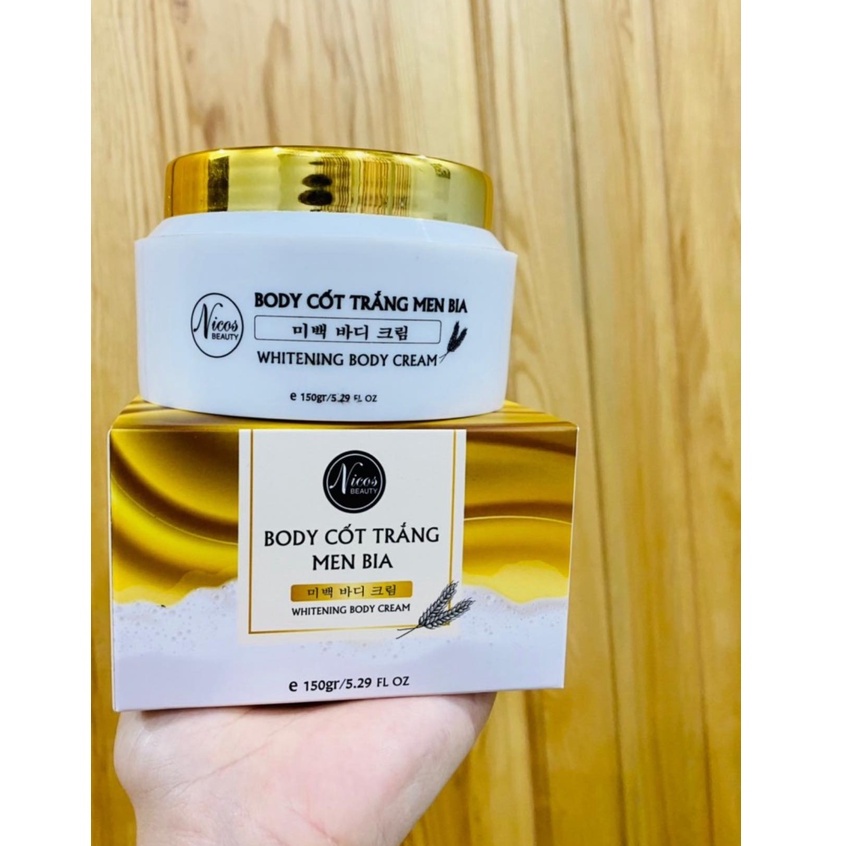 Nicos
BEAUTY
BODY CỐT TRẮNG MEN BIA
미백 바디 크림
WHITENING BODY CREAM
e 150gr/5.29 FL OZ
Nicos
BEAUTY
BODY CỐT TRẮNG
MEN BIA
미백 바디 크림
WHITENING BODY CREAM
e 150gr/5.29 FL OZ